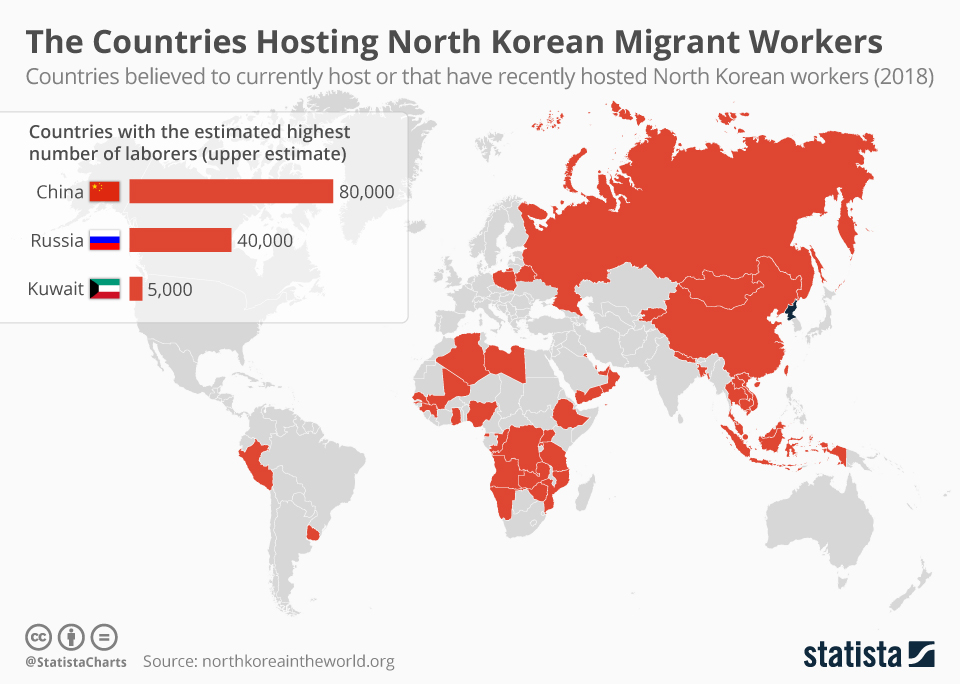 The Countries Hosting North Korean Migrant Workers
Countries believed to currently host or that have recently hosted North Korean workers (2018)
Countries with the estimated highest
number of laborers (upper estimate)
China 80,000
Russia 40,000
Kuwait 5,000
cc
@StatistaCharts Source: northkoreaintheworld.org
statista